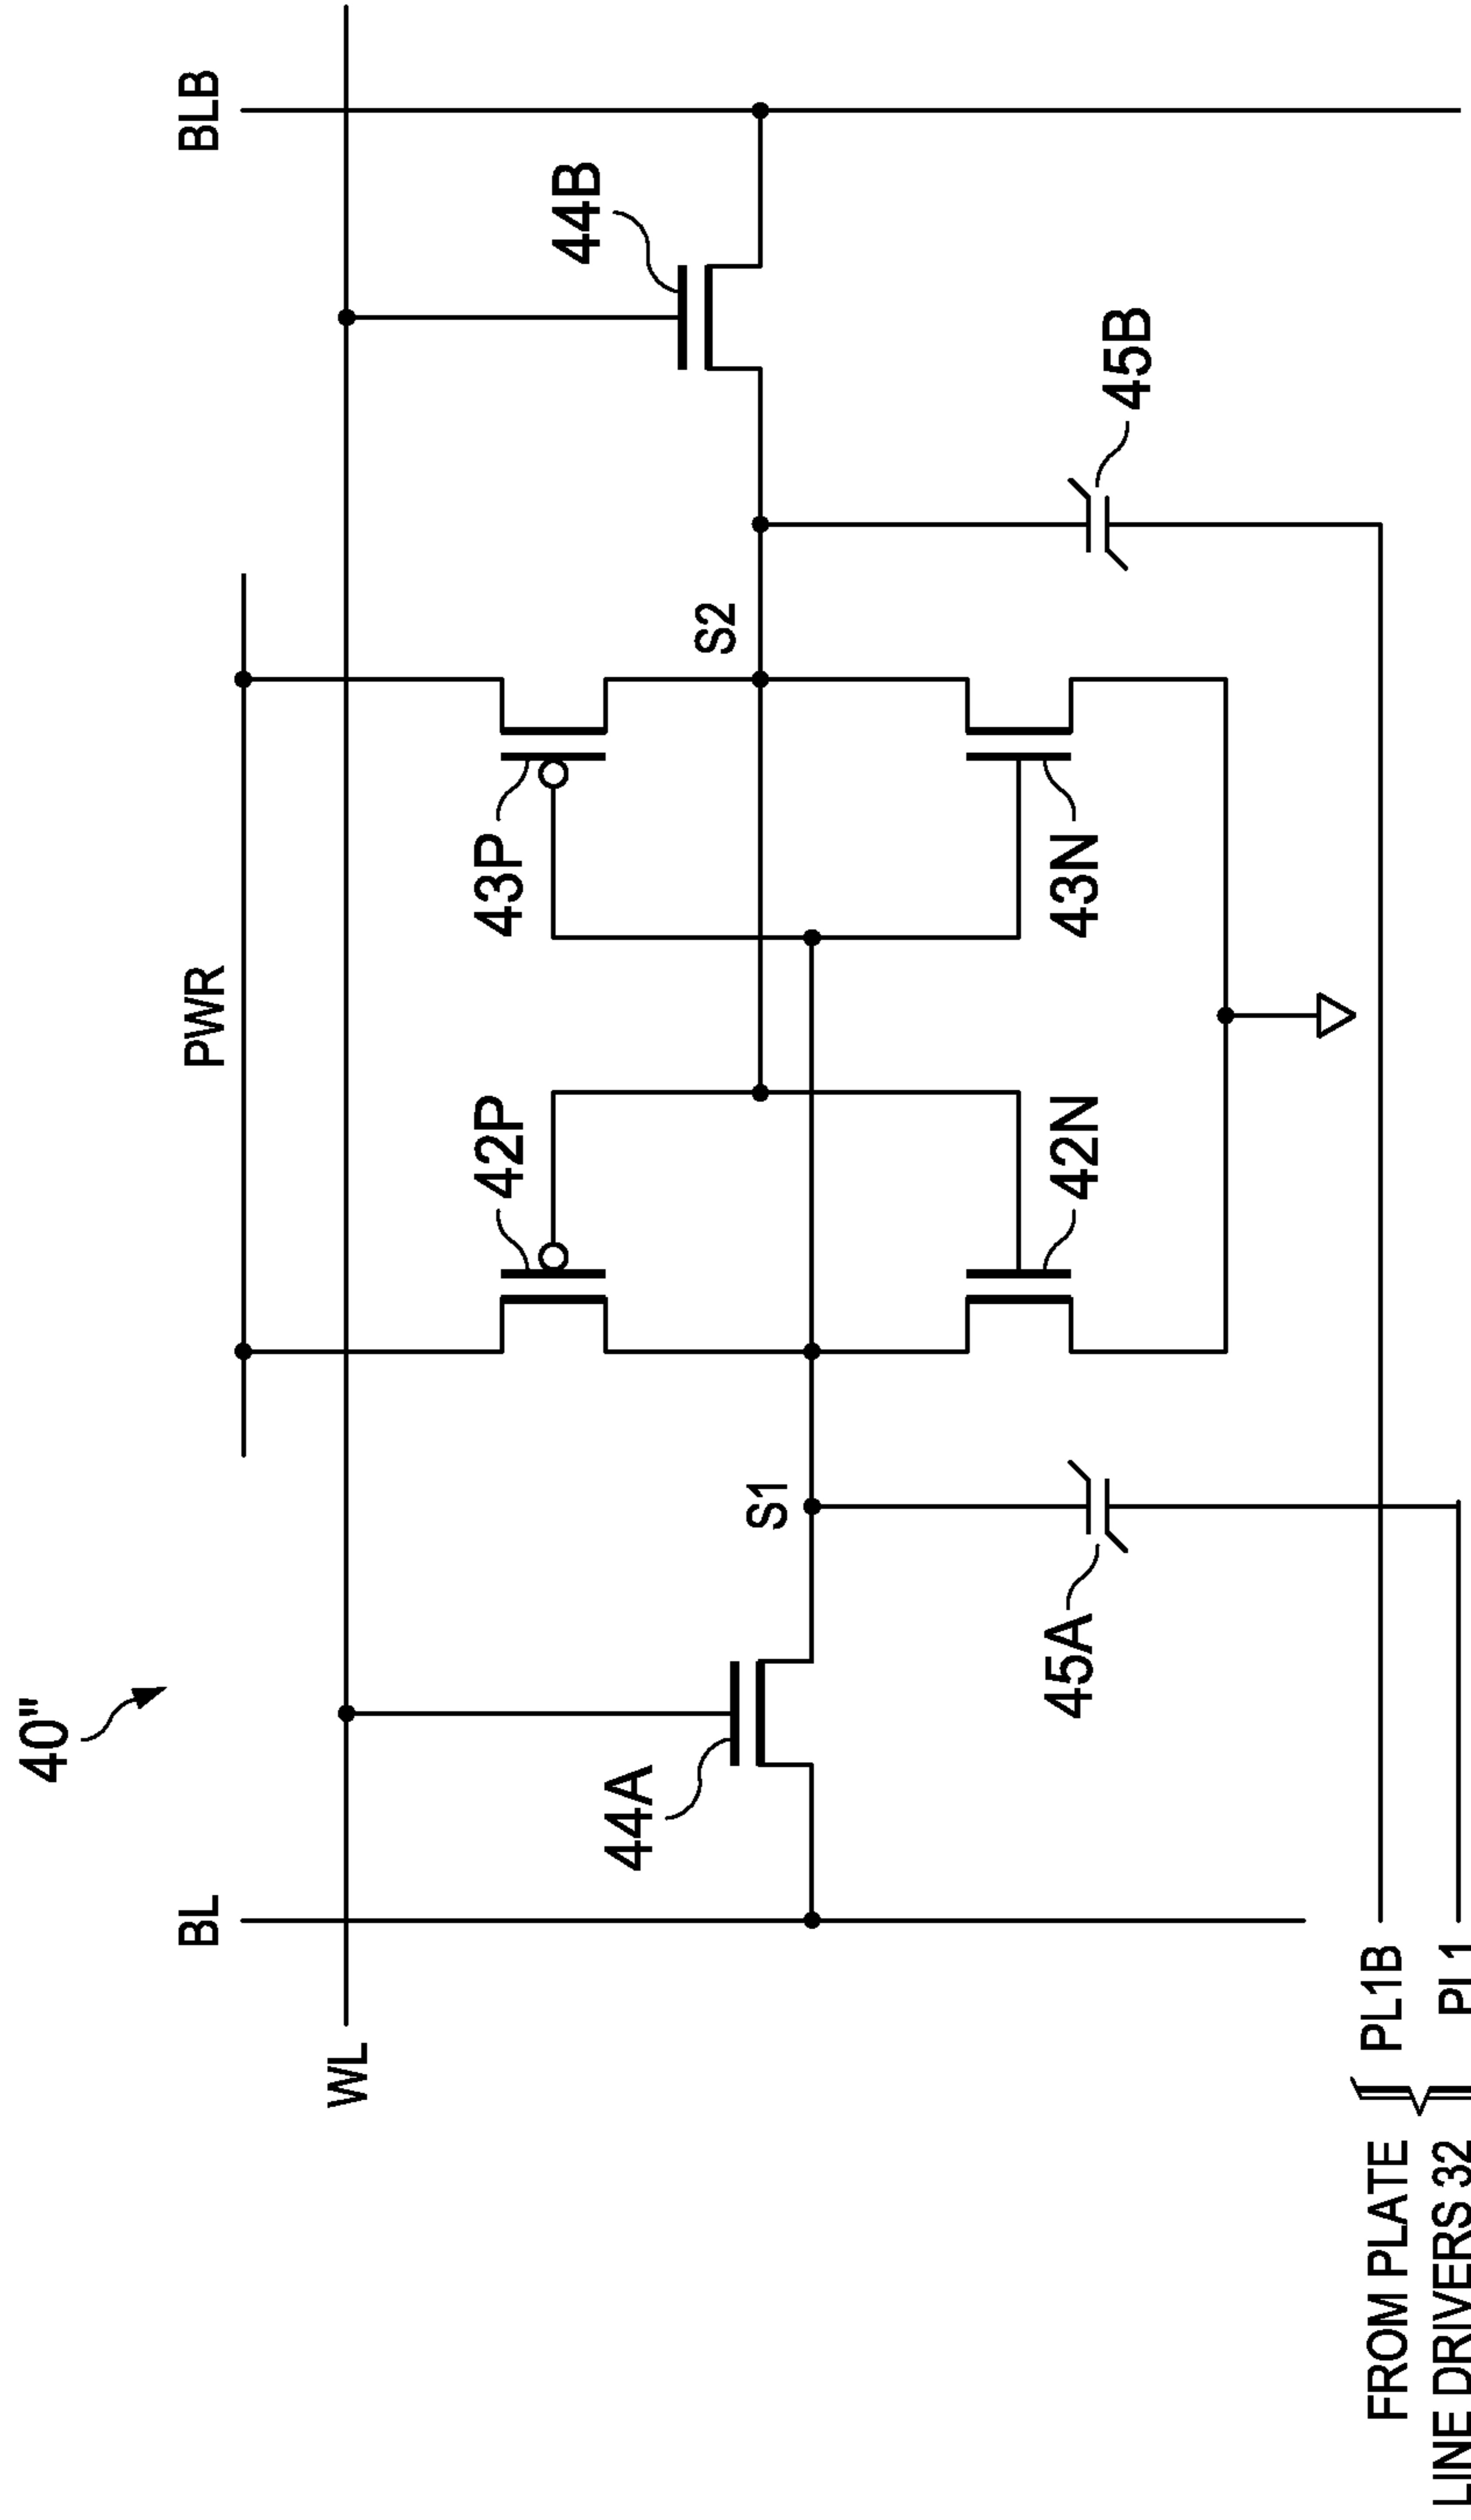 40"
BL
PWR
BLB
WL
42P
43P
44B
44A
S1
S2
45A
42N
43N
45B
FROM PLATE
LINE DRIVERS 32
PL1B
PL1